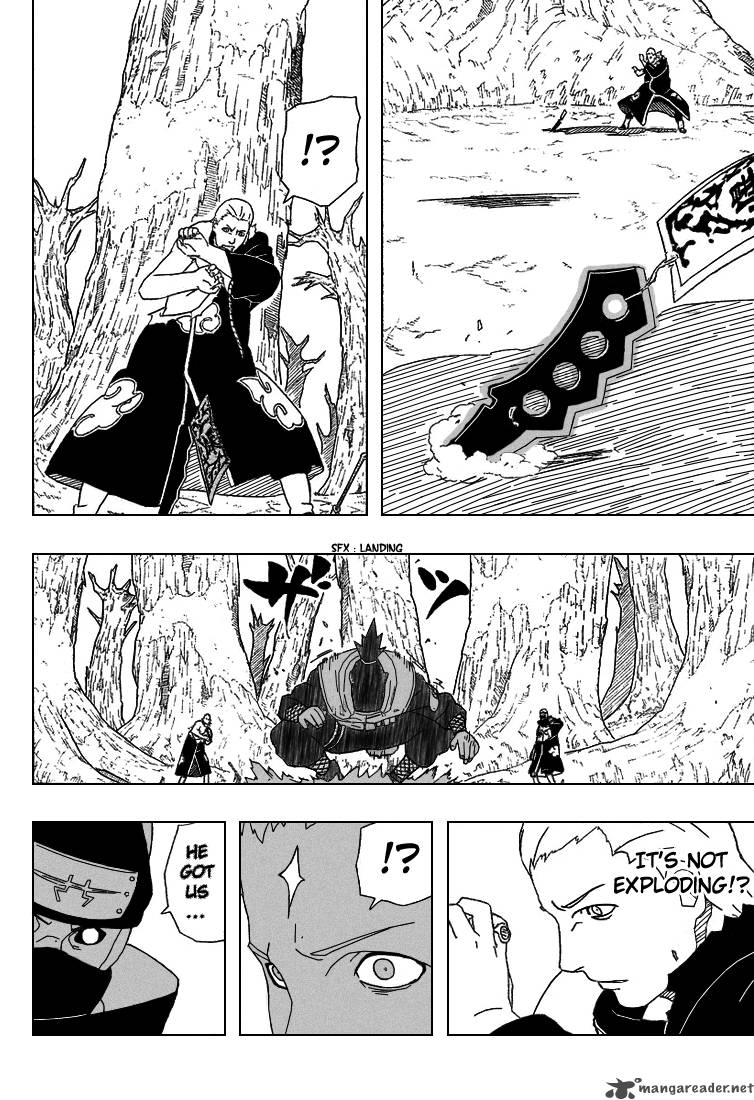 !?
SFX : LANDING
ザッ
IT'S NOT
EXPLODING!?
!?
HE
GOT
US
...
mangareader.net